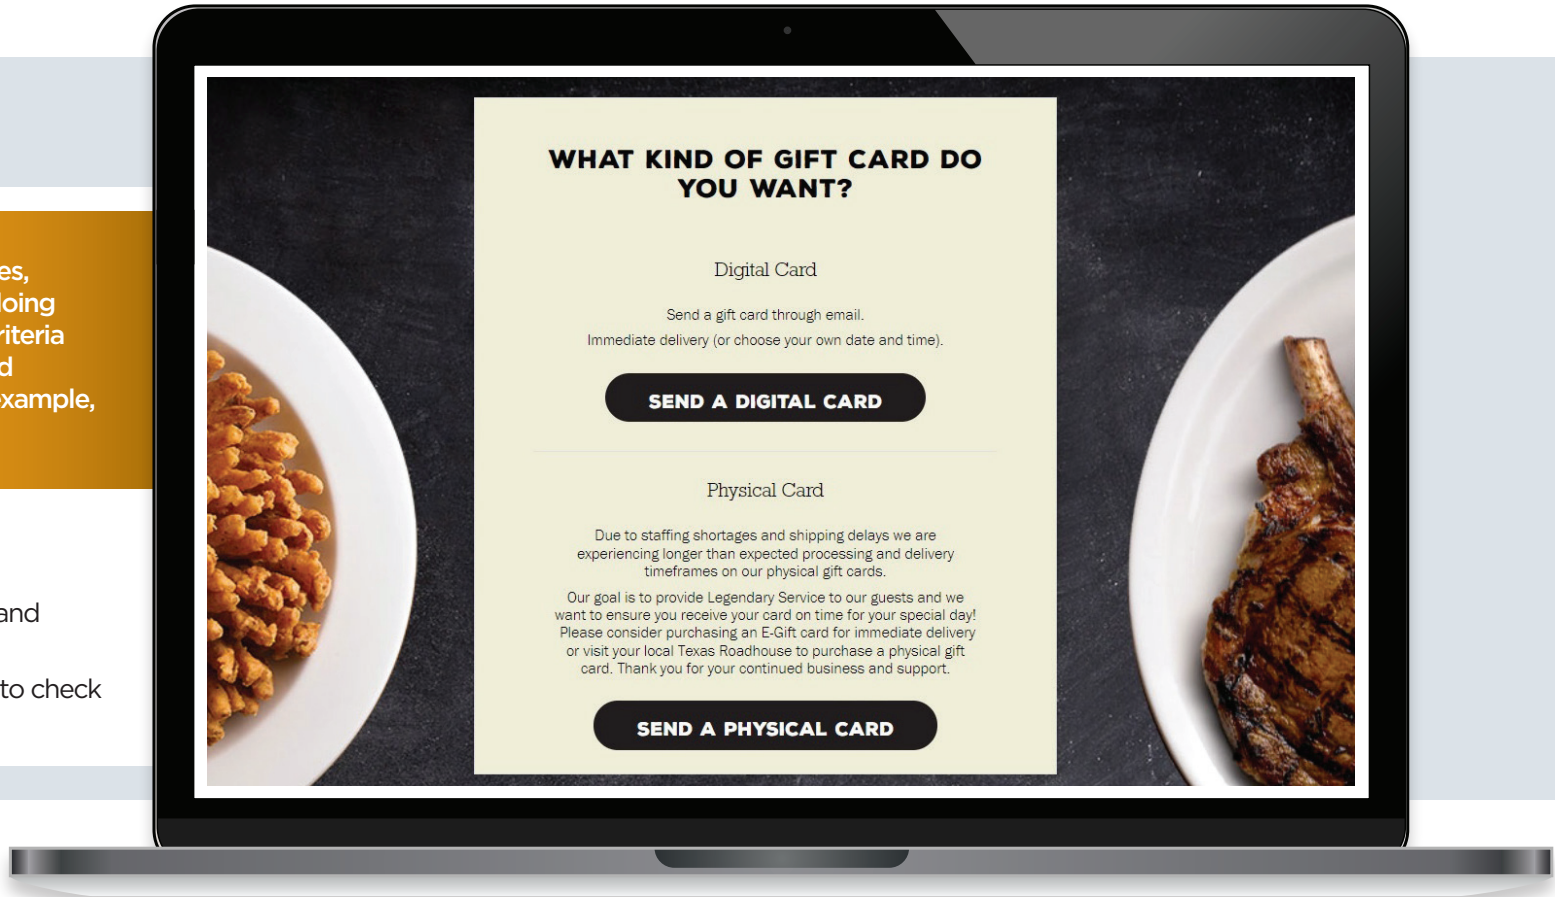 es,
loing
riteria
d
example,
and
to check
WHAT KIND OF GIFT CARD DO
YOU WANT?
Digital Card
Send a gift card through email.
Immediate delivery (or choose your own date and time).
SEND A DIGITAL CARD
Physical Card
Due to staffing shortages and shipping delays we are
experiencing longer than expected processing and delivery
timeframes on our physical gift cards.
Our goal is to provide Legendary Service to our guests and we
want to ensure you receive your card on time for your special day!
Please consider purchasing an E-Gift card for immediate delivery
or visit your local Texas Roadhouse to purchase a physical gift
card. Thank you for your continued business and support.
SEND A PHYSICAL CARD